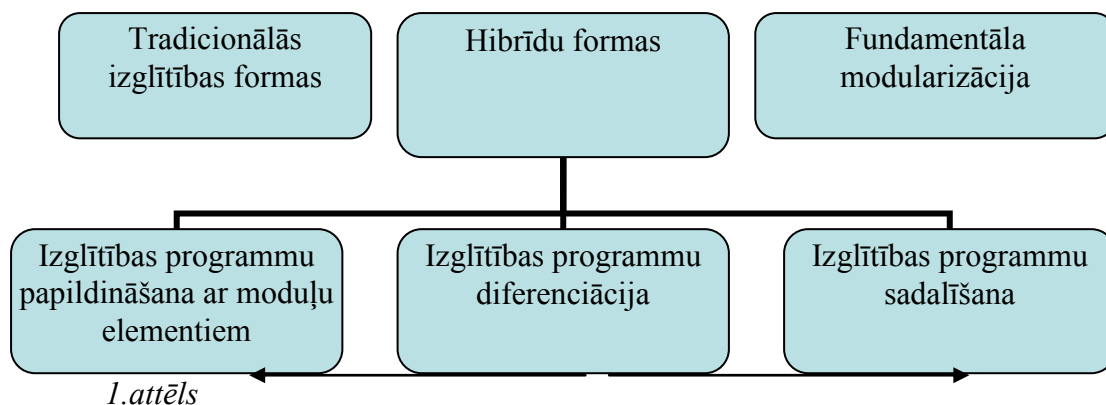 Tradicionālās
izglītības formas
Hibrīdu formas
Fundamentāla
modularizācija
Izglītības programmu
papildināšana ar moduļu
elementiem
Izglītības programmu
diferenciācija
Izglītības programmu
sadalīšana
1.attēls